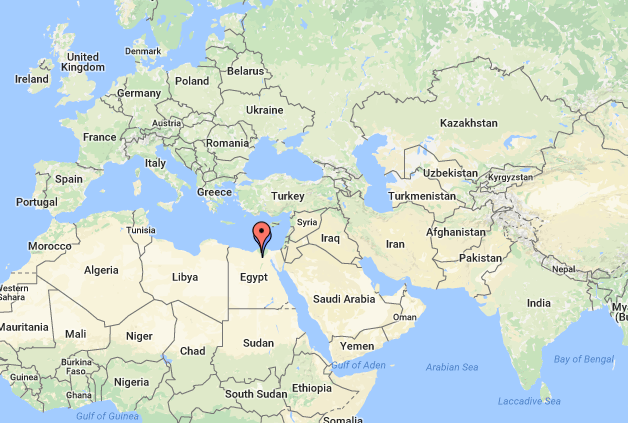 United
Kingdom
Denmark
Ireland
Belarus
Poland
Germany
Ukraine
Kazakhstan
Austria
France
Romania
Italy
Uzbekistan
Kyrgyzstan
Spain
Greece
Turkey
Turkmenistan
Portugal
Syria
Tunisia
Afghanistan
Iraq
Iran
Morocco
Pakistan
Algeria
Libya
Egypt
Nepal
Western
Sahara
Saudi Arabia
India
Oman
My
(Bu
Mauritania
Mali
Niger
Sudan
Yemen
Chad
Bay of Bengal
Burkina
Faso
Gulf of Aden
Arabian Sea
Guinea
Nigeria
Ethiopia
Ghana
South Sudan
Laccadive Sea
Gulf of Guinea
Somalia